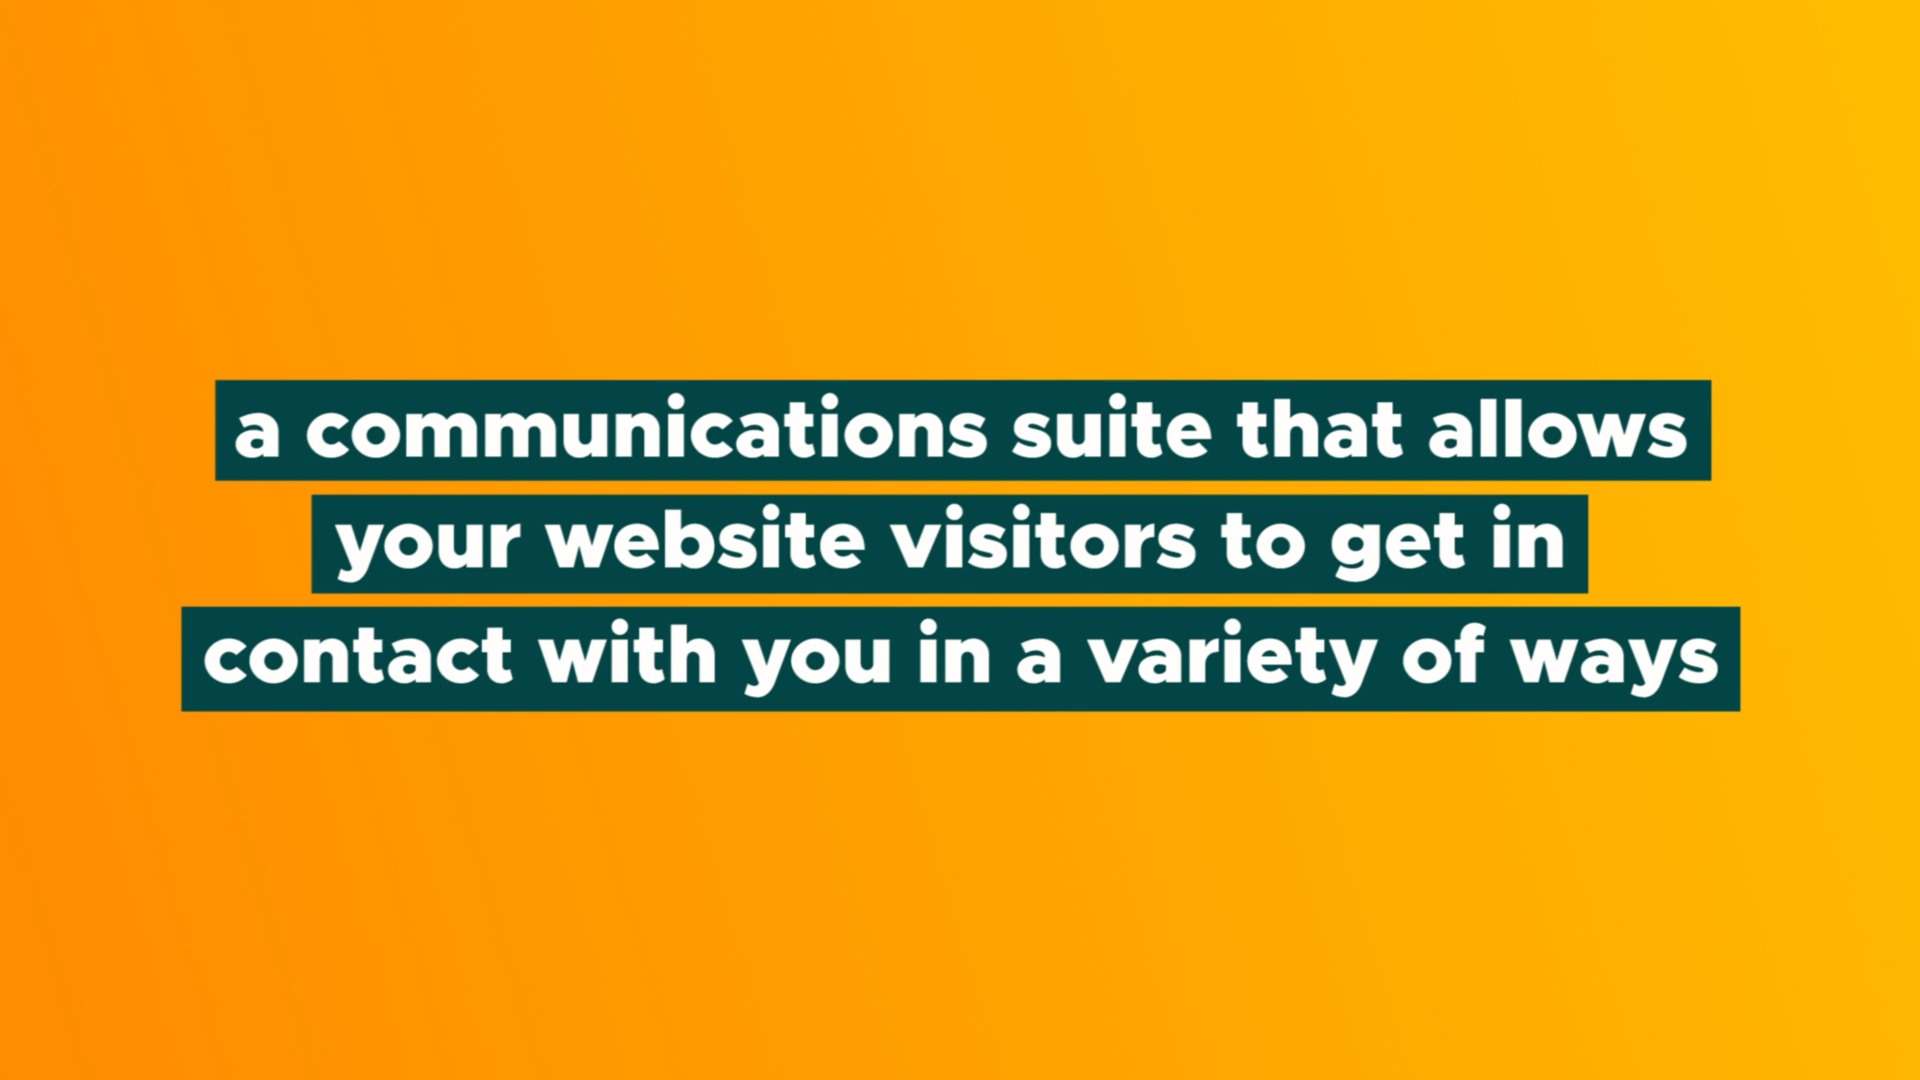 a communications suite that allows
your website visitors to get in
contact with you in a variety of ways